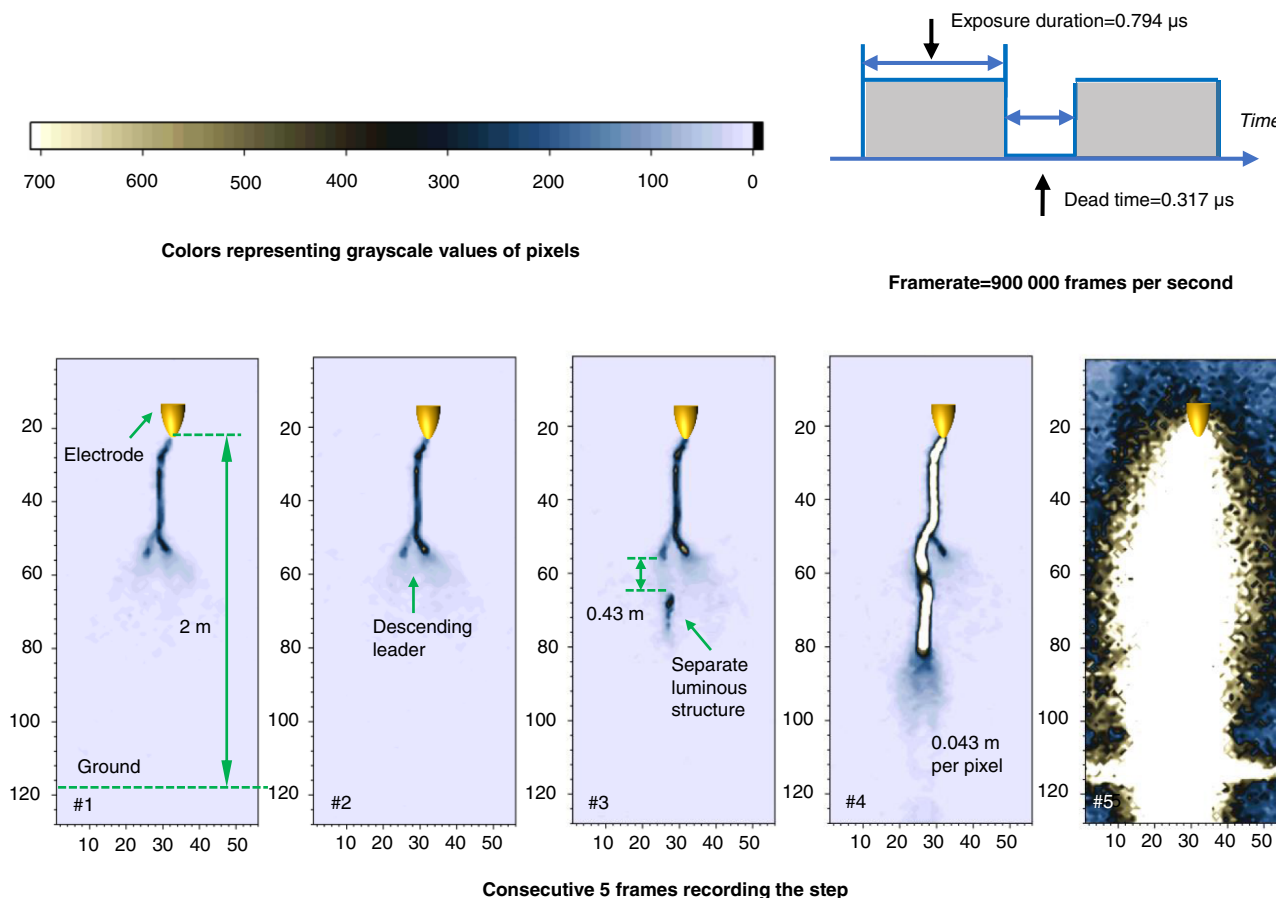 Exposure duration=0.794 µs
Time
700 600 500 400 300 200 100 0
Dead time=0.317 µs
Colors representing grayscale values of pixels
Framerate=900 000 frames per second
20
40
60
80
100
120
Electrode
2 m
Ground
#1
10 20 30 40 50
20
40
60
80
100
120
Descending
leader
#2
10 20 30 40 50
20
40
60
80
100
120
0.43 m
Separate
luminous
structure
#3
10 20 30 40 50
20
40
60
80
100
120
0.043 m
per pixel
#4
10 20 30 40 50
20
40
60
80
100
120
#5
10 20 30 40 50
Consecutive 5 frames recording the step